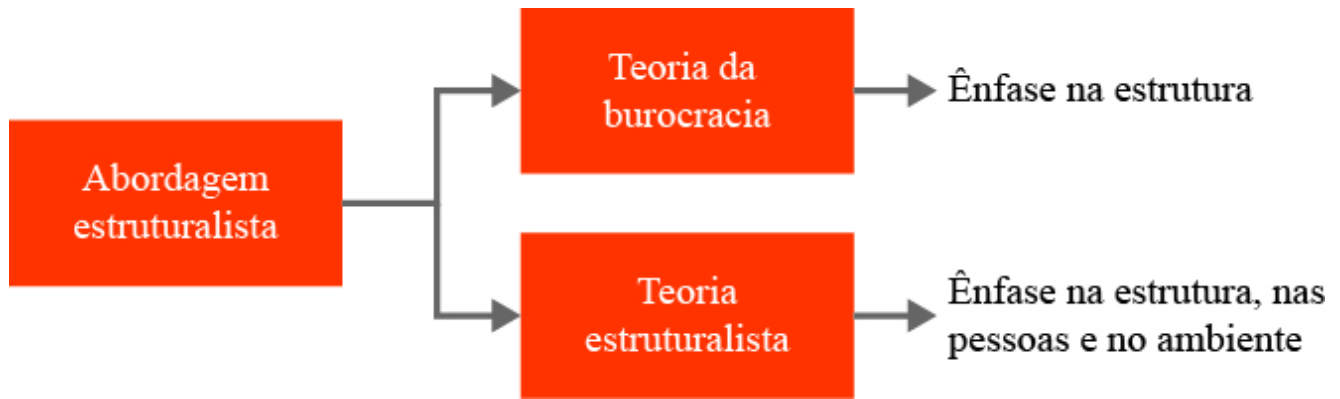 Abordagem
estruturalista
Teoria da
burocracia
Ênfase na estrutura
Teoria
estruturalista
Ênfase na estrutura, nas
pessoas e no ambiente